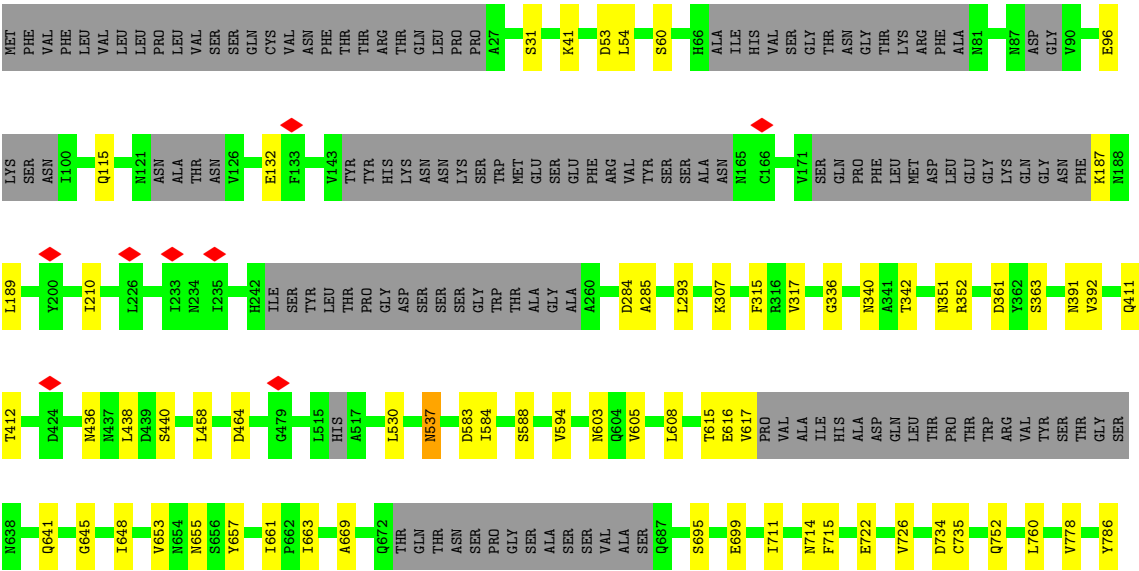 MET PHE VAL PHE LEU VAL LEU LEU PRO LEU VAL SER SER GLN CYS VAL ASN PHE THR THR ARG THR GLN LEU PRO PRO A27 S31 K41 D53 L54 S60 H66 ALA ILE HIS VAL SER GLY THR ASN GLY THR LYS ARG PHE ALA N81 N87 ASP GLY V90 E96
LYS SER ASN I100 Q115 N121 ASN ALA THR ASN V126 E132 F133 V143 TYR TYR HIS LYS ASN ASN LYS SER TRP MET GLU SER GLU PHE ARG VAL TYR SER SER ALA ASN N165 C166 V171 SER GLN PRO PHE LEU MET ASP LEU GLU GLY LYS GLN GLY ASN PHE K187 N188
L189 Y200 I210 L226 I233 N234 I235 H242 ILE SER TYR LEU THR PRO GLY ASP SER SER SER GLY TRP THR ALA GLY ALA A260 D284 A285 L293 K307 F315 R316 V317 G336 N340 A341 T342 N351 R352 D361 Y362 S363 N391 V392 Q411
T412 D424 N436 N437 L438 D439 S440 L458 D464 G479 L515 HIS A517 L530 N537 D583 I584 S588 V594 N603 Q604 V605 L608 T615 E616 V617 PRO VAL ALA ILE HIS ALA ASP GLN LEU THR PRO THR TRP ARG VAL TYR SER THR GLY SER
N638 Q641 G645 I648 V653 N654 N655 S656 Y657 I661 P662 I663 A669 Q672 THR GLN THR ASN SER PRO GLY SER ALA SER SER VAL ALA SER Q687 S695 E699 I711 N714 F715 E722 V726 D734 C735 Q752 L760 V778 Y786